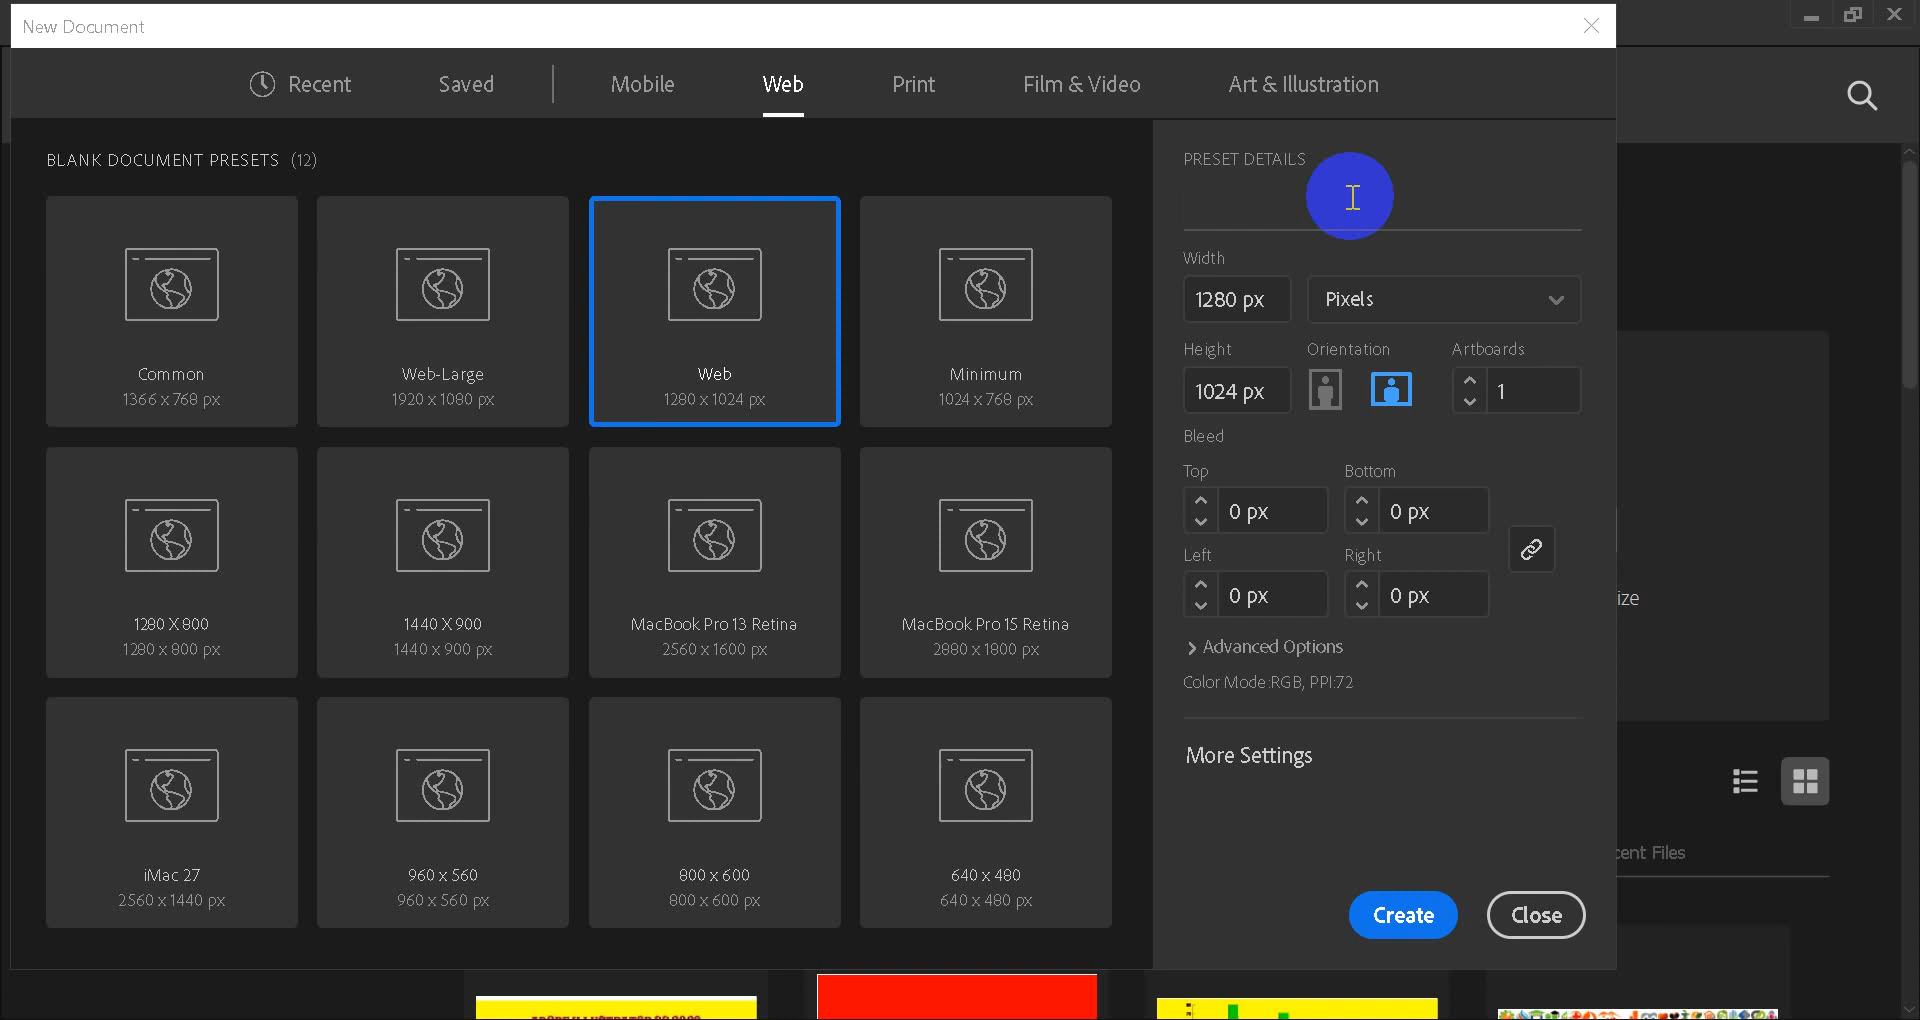 New Document
Recent Saved Mobile Web Print Film & Video Art & Illustration
BLANK DOCUMENT PRESETS (12)
Common
1366 x 768 px
Web-Large
1920 x 1080 px
Web
1280 x 1024 px
Minimum
1024 x 768 px
1280 X 800
1280 x 800 px
1440 X 900
1440 x 900 px
MacBook Pro 13 Retina
2560 x 1600 px
MacBook Pro 15 Retina
2880 x 1800 px
iMac 27
2560 x 1440 px
960 x 560
960 x 560 px
800 x 600
800 x 600 px
640 x 480
640 x 480 px
PRESET DETAILS
Width
1280 px Pixels
Height Orientation Artboards
1024 px 1
Bleed
Top Bottom
0 px 0 px
Left Right
0 px 0 px
Advanced Options
Color Mode:RGB, PPI:72
More Settings
Create Close
ize
cent Files